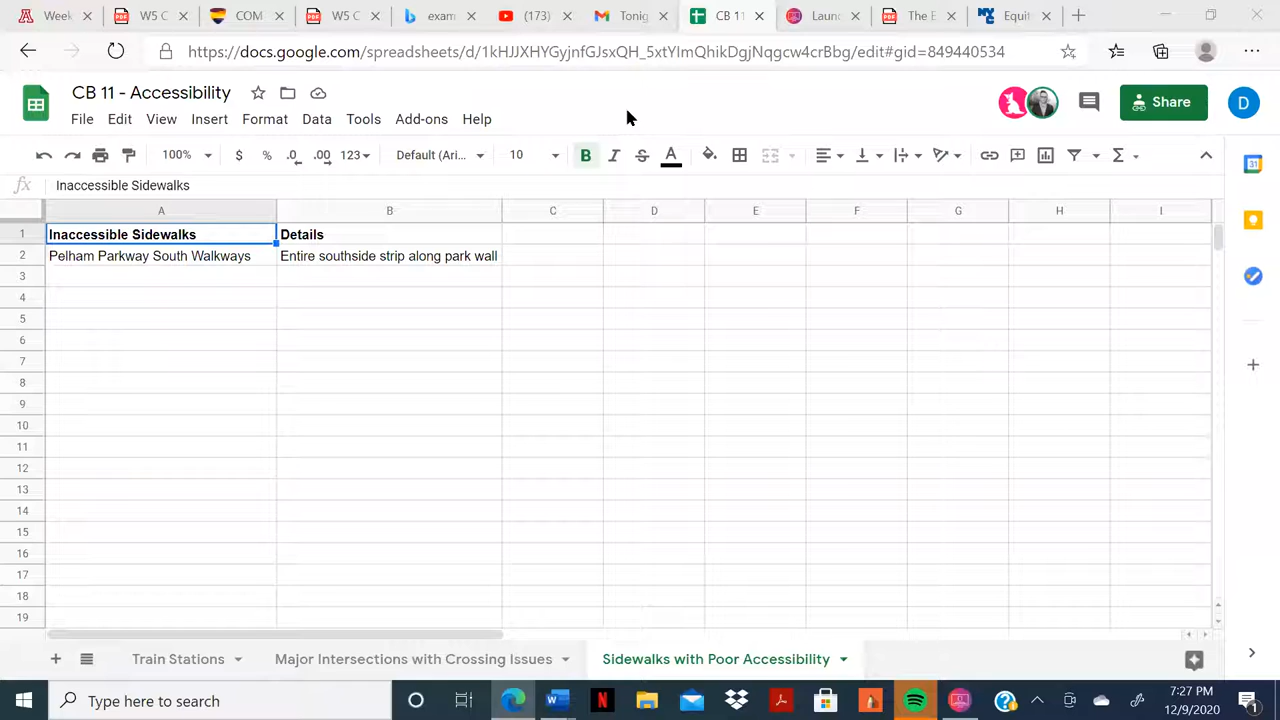 Week
W5 C
COM
W5 C
exam
(173)
Tonig
CB 11
Laun
The E
Equin
https://docs.google.com/spreadsheets/d/1kHJJXHYGyjnfGJsxQH_5xtYlmQhikDgjNqgcw4crBbg/edit#gid=849440534
CB 11 - Accessibility
File Edit View Insert Format Data Tools Add-ons Help
Share
D
100% $ % .0 .00 123 Default (Ari... 10 B I S A
31
fx Inaccessible Sidewalks
A B C D E F G H I
1 Inaccessible Sidewalks Details
2 Pelham Parkway South Walkways Entire southside strip along park wall
3
4
5
6
7
8
9
10
11
12
13
14
15
16
17
18
19
Train Stations Major Intersections with Crossing Issues Sidewalks with Poor Accessibility
Type here to search
7:27 PM
12/9/2020
1